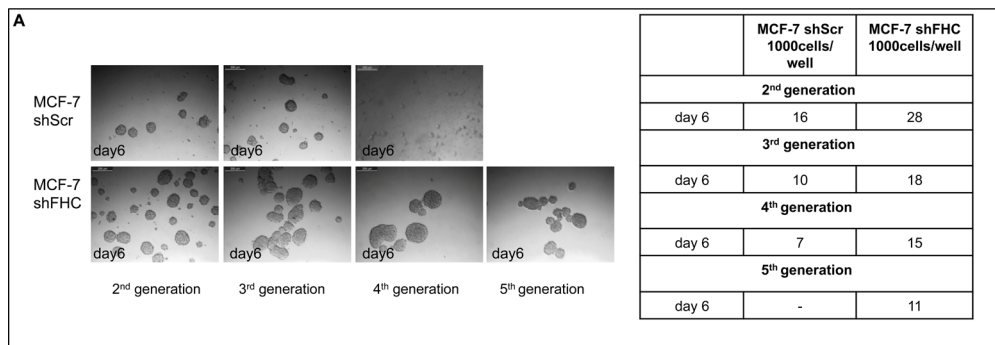 A
MCF-7
shScr
day6
day6
day6
MCF-7
shFHC
day6
day6
day6
day6
2nd generation
3rd generation
4th generation
5th generation
MCF-7 shScr
1000cells/
well
MCF-7 shFHC
1000cells/well
2nd generation
day 6 16 28
3rd generation
day 6 10 18
4th generation
day 6 7 15
5th generation
day 6 - 11